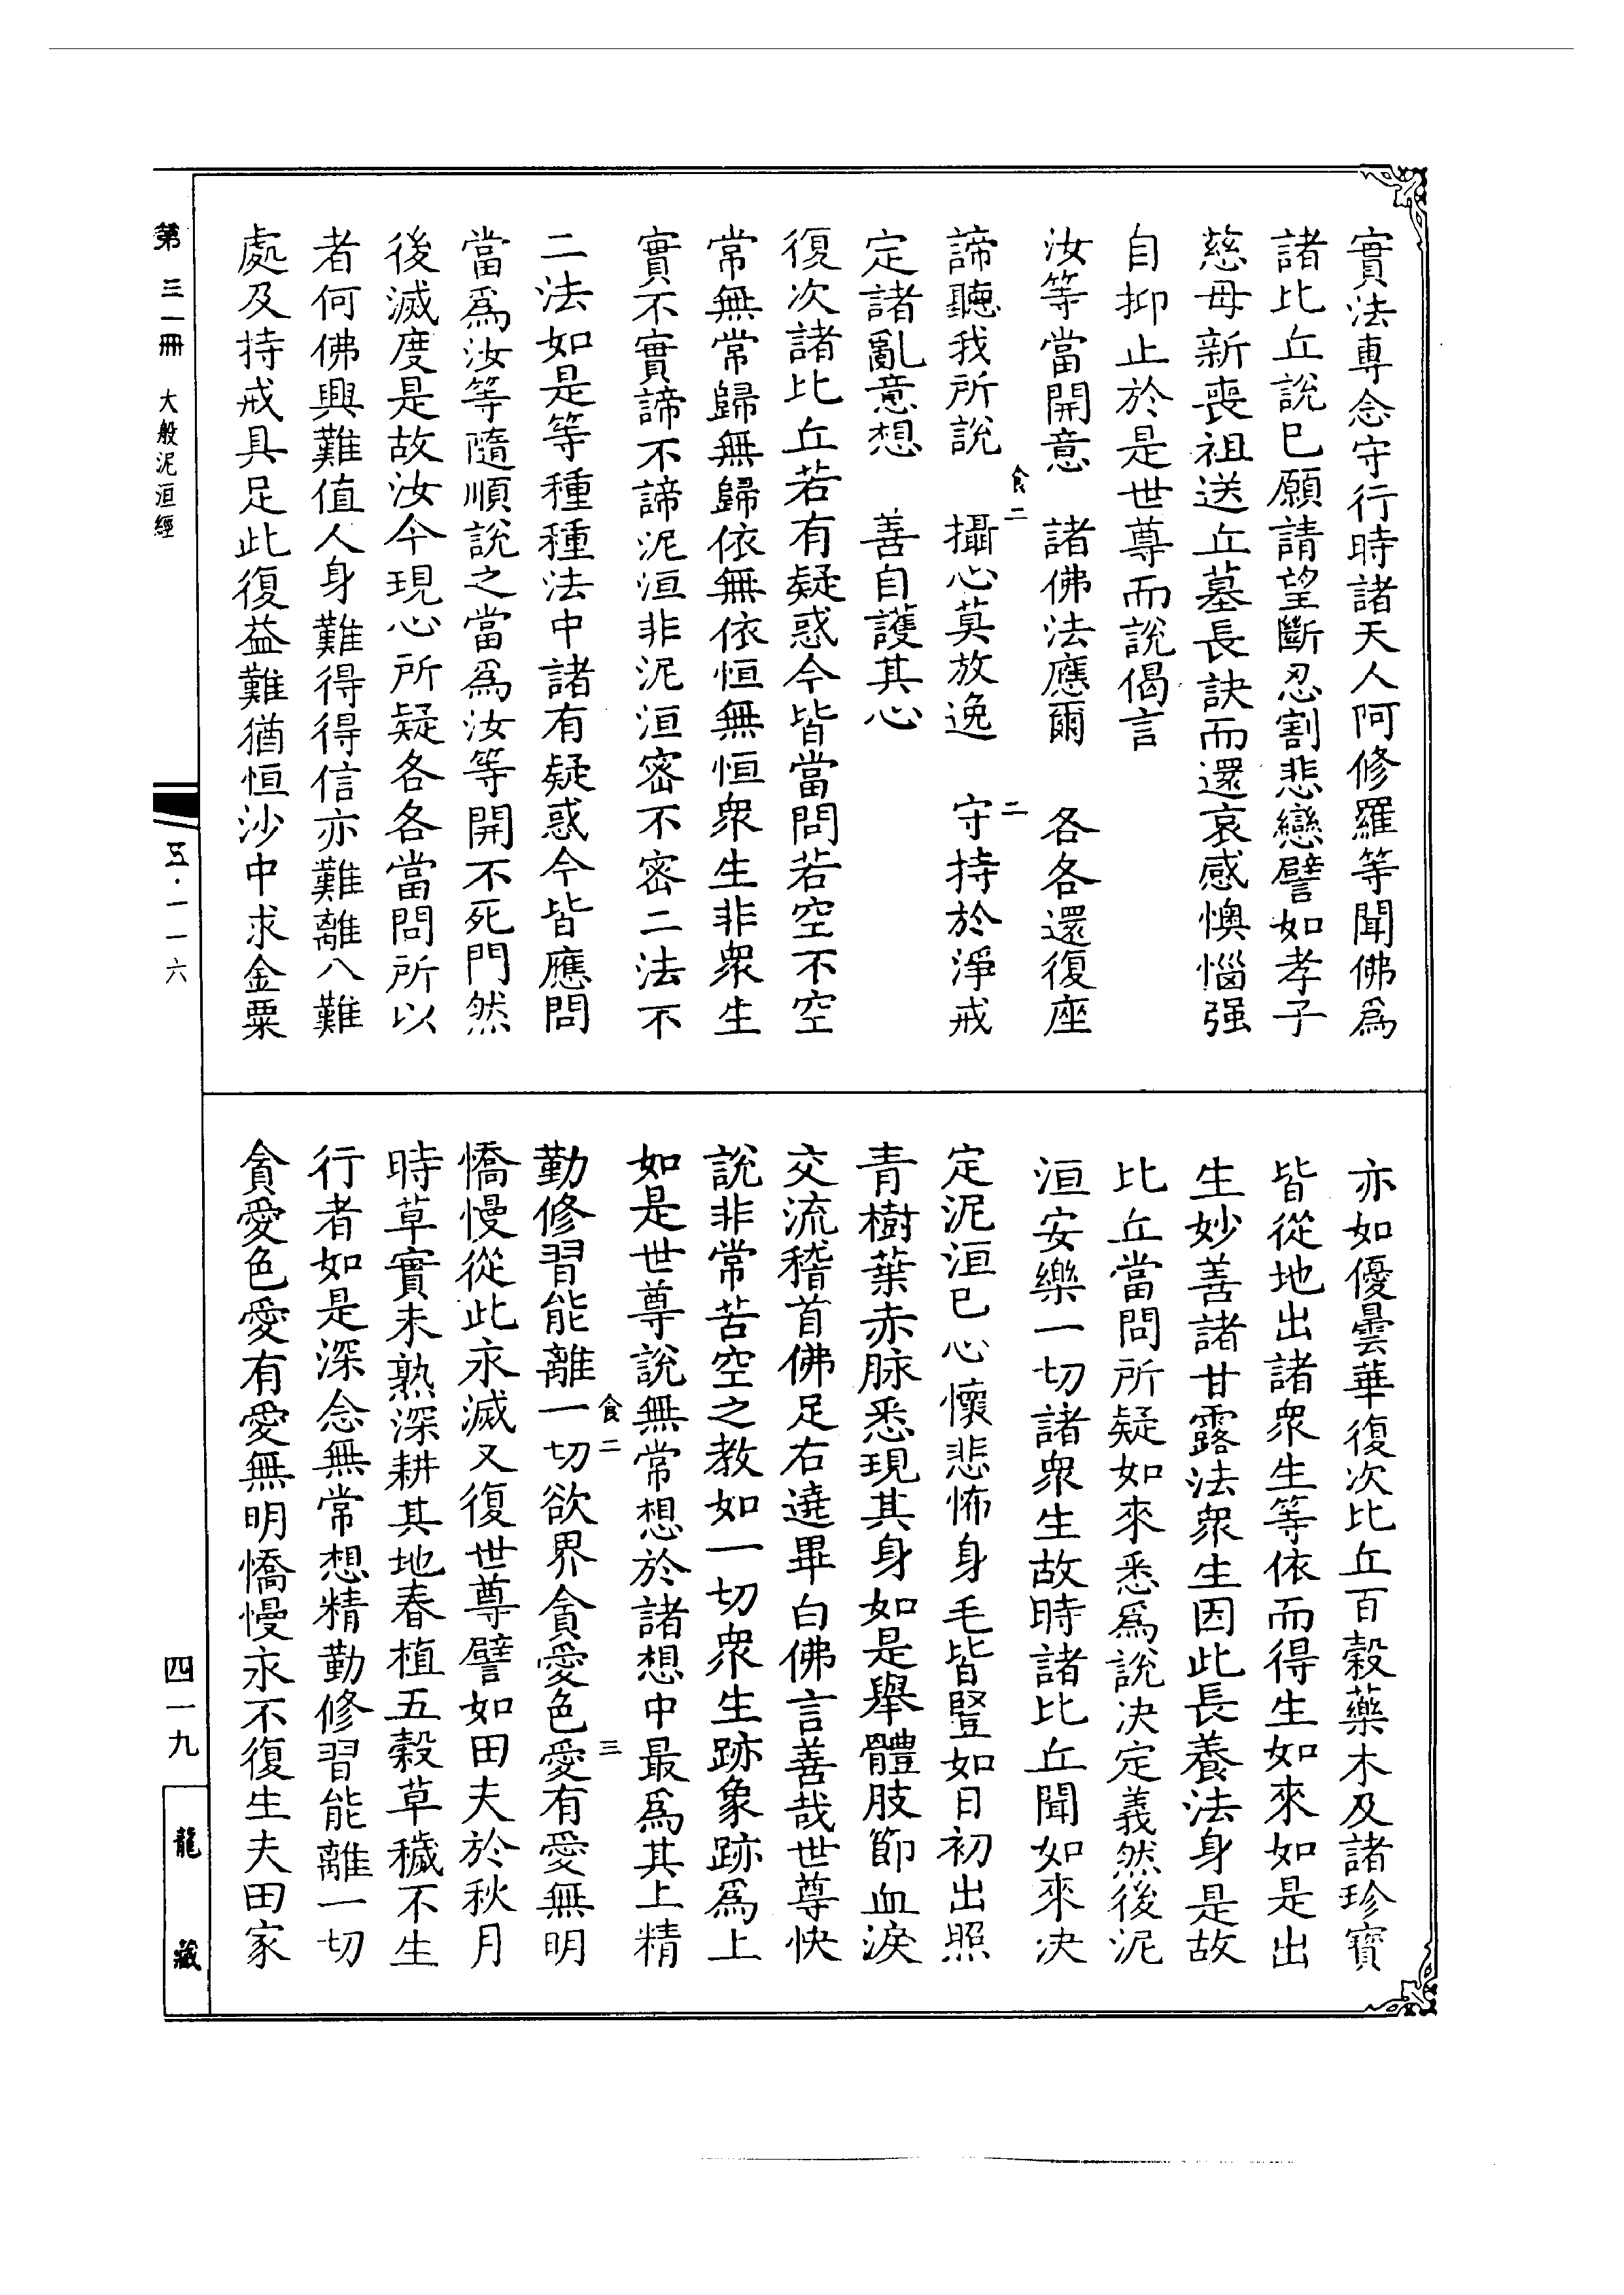 實法專念守行時諸天人阿修羅等聞佛爲
諸比丘說巳願請望斷忍割悲戀譬如孝子
慈母新喪祖送丘墓長訣而還哀感懊惱强
自抑止於是世尊而說偈言
汝等當開意　諸佛法應爾　各各還復座
食二
二
諦聽我所說　攝心莫放逸　守持於淨戒
定諸亂意想　善自護其心
復次諸比丘若有疑惑今皆當問若空不空
常無常歸無歸依無依恒無恒衆生非衆生
實不實諦不諦泥洹非泥洹密不密二法不
二法如是等種種法中諸有疑惑今皆應問
當爲汝等隨順說之當爲汝等開不死門然
後滅度是故汝今現心所疑各各當問所以
者何佛興難值人身難得得信亦難離八難
處及持戒具足此復益難猶恒沙中求金粟
亦如優曇華復次比丘百穀藥木及諸珍寶
皆從地出諸衆生等依而得生如來如是出
生妙善諸甘露法衆生因此長養法身是故
比丘當問所疑如來悉爲說决定義然後泥
洹安樂一切諸衆生故時諸比丘聞如來决
定泥洹巳心懷悲怖身毛皆豎如日初出照
青樹葉赤脉悉現其身如是舉體肢節血淚
交流稽首佛足右遶畢白佛言善哉世尊快
說非常苦空之教如一切衆生跡象跡爲上
如是世尊說無常想於諸想中最爲其上精
食二
三
勤修習能離一切欲界貪愛色愛有愛無明
憍慢從此永滅又復世尊譬如田夫於秋月
時草實未熟深耕其地春植五穀草穢不生
行者如是深念無常想精勤修習能離一切
貪愛色愛有愛無明憍慢永不復生夫田家
第三一冊　大般泥洹經
五·一一六
四一九
龍藏